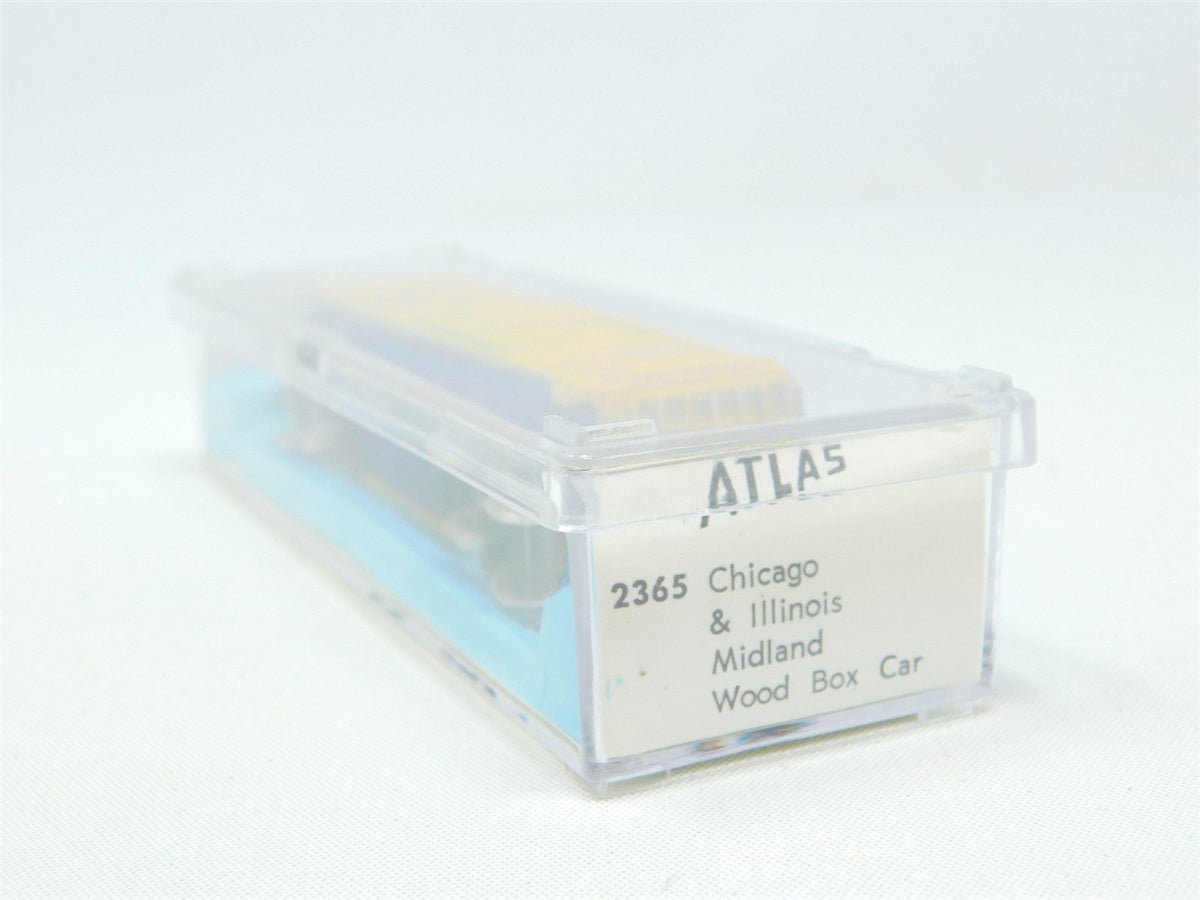 ATLAS
2365 Chicago
& Illinois
Midland
Wood Box Car